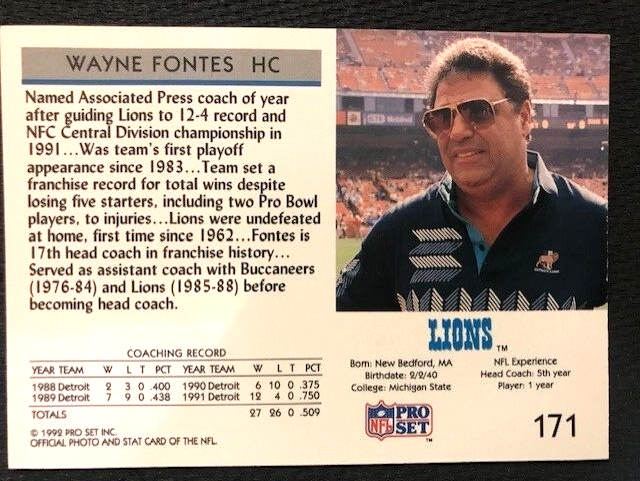 WAYNE FONTES HC
Named Associated Press coach of year
after guiding Lions to 12-4 record and
NFC Central Division championship in
1991...Was team's first playoff
appearance since 1983...Team set a
franchise record for total wins despite
losing five starters, including two Pro Bowl
players, to injuries...Lions were undefeated
at home, first time since 1962...Fontes is
17th head coach in franchise history...
Served as assistant coach with Buccaneers
(1976-84) and Lions (1985-88) before
becoming head coach.
COACHING RECORD
YEAR TEAM W L T PCT YEAR TEAM W L T PCT
1988 Detroit 2 3 0 .400 1990 Detroit 6 10 0 .375
1989 Detroit 7 9 0 .438 1991 Detroit 12 4 0 .750
TOTALS 27 26 0 .509
© 1992 PRO SET INC.
OFFICIAL PHOTO AND STAT CARD OF THE NFL.
LIONS TM
Born: New Bedford, MA
Birthdate: 2/2/40
College: Michigan State
NFL Experience
Head Coach: 5th year
Player: 1 year
NFL PRO SET
171